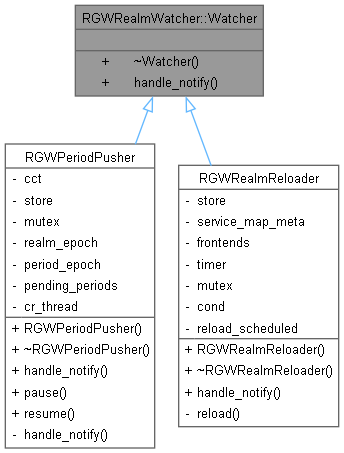 RGWRealmWatcher::Watcher
+ ~Watcher()
+ handle_notify()
RGWPeriodPusher
- cct
- store
- mutex
- realm_epoch
- period_epoch
- pending_periods
- cr_thread
+ RGWPeriodPusher()
+ ~RGWPeriodPusher()
+ handle_notify()
+ pause()
+ resume()
- handle_notify()
RGWRealmReloader
- store
- service_map_meta
- frontends
- timer
- mutex
- cond
- reload_scheduled
+ RGWRealmReloader()
+ ~RGWRealmReloader()
+ handle_notify()
- reload()